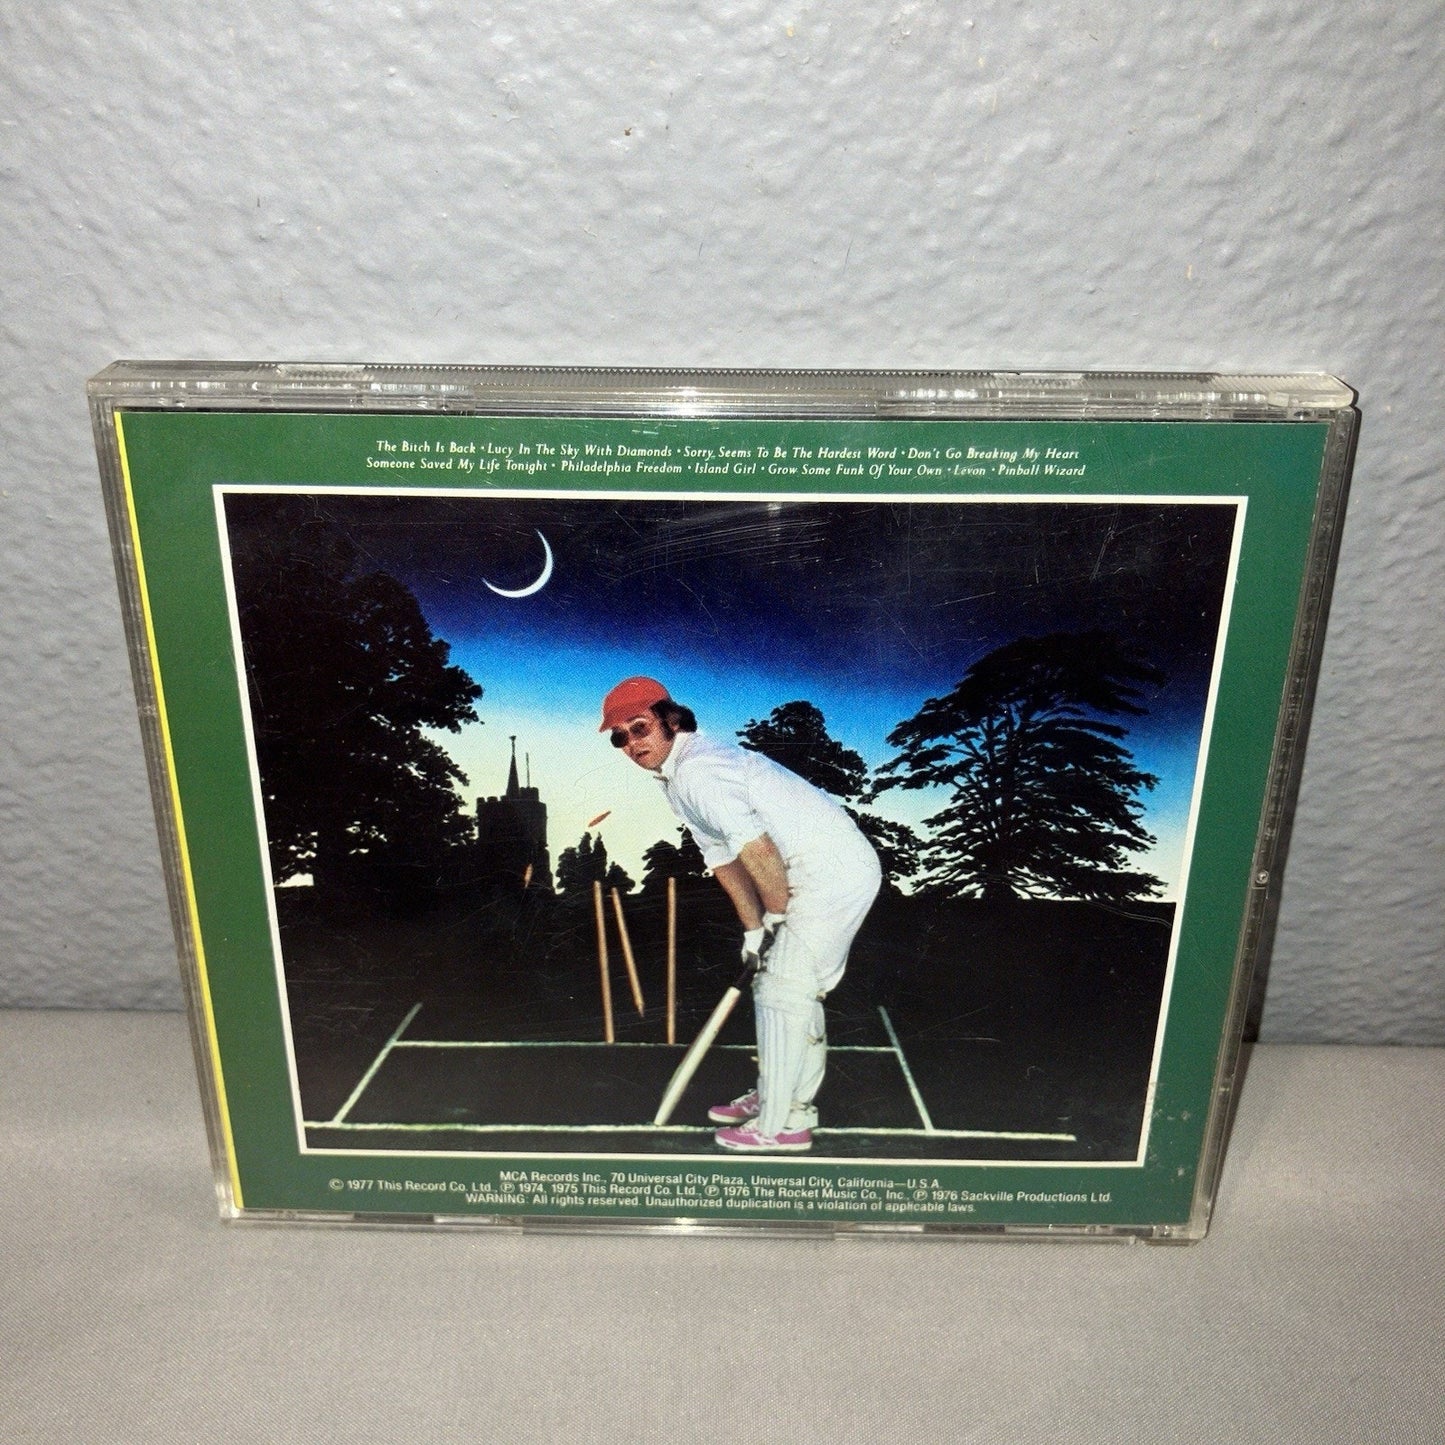 The Bitch Is Back • Lucy In The Sky With Diamonds • Sorry Seems To Be The Hardest Word • Don't Go Breaking My Heart
Someone Saved My Life Tonight • Philadelphia Freedom • Island Girl • Grow Some Funk Of Your Own • Levon • Pinball Wizard
MCA Records Inc., 70 Universal City Plaza, Universal City, California—U.S.A.
© 1977 This Record Co. Ltd., ℗ 1974, 1975 This Record Co. Ltd., ℗ 1976 The Rocket Music Co., Inc., ℗ 1976 Sackville Productions Ltd.
WARNING: All rights reserved. Unauthorized duplication is a violation of applicable laws.